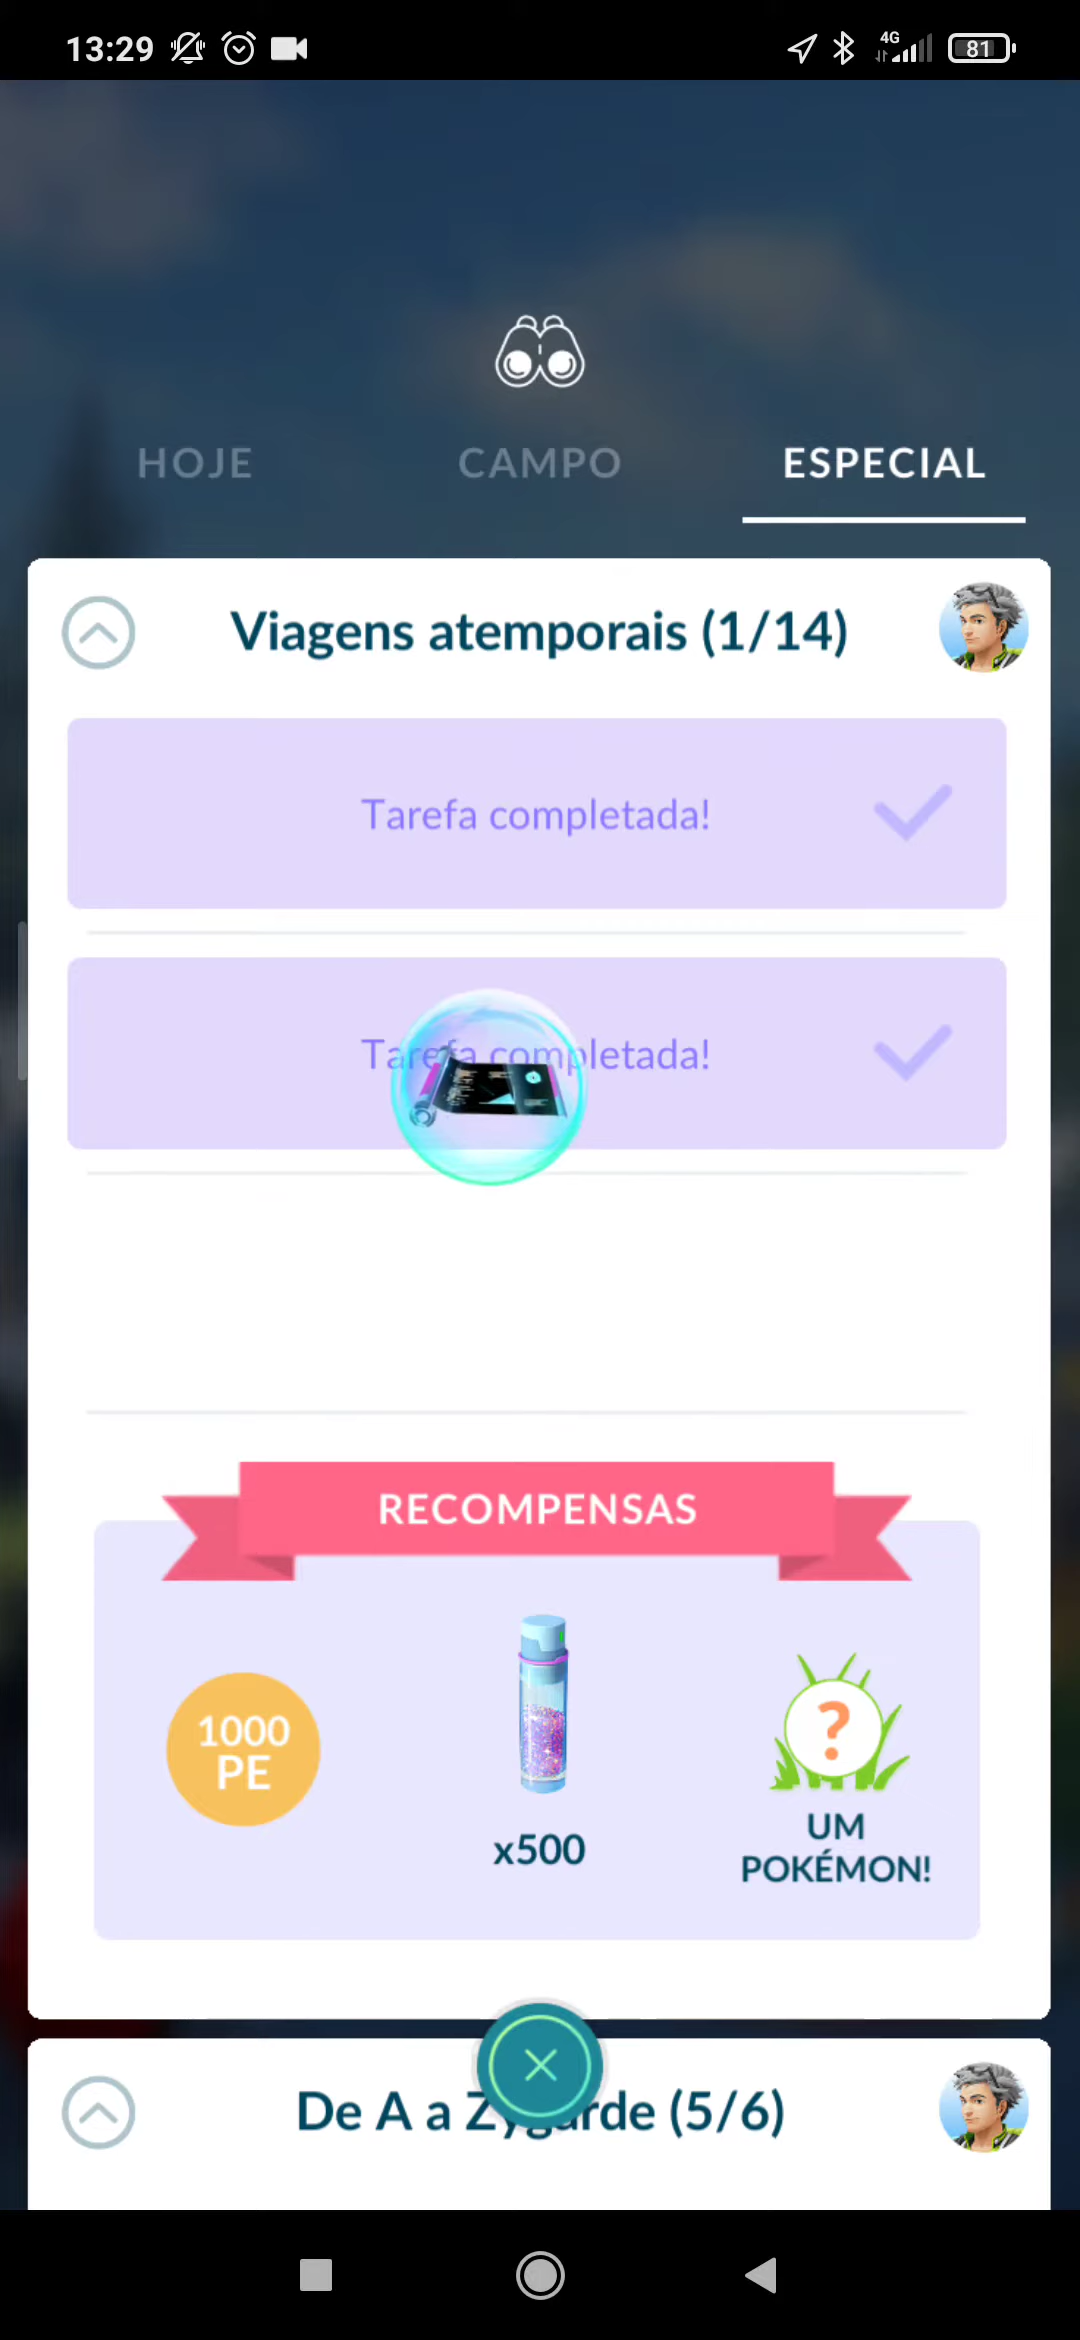 13:29
4G
81
HOJE
CAMPO
ESPECIAL
Viagens atemporais (1/14)
Tarefa completada!
Tarefa completada!
RECOMPENSAS
1000
PE
x500
?
UM
POKÉMON!
De A a Zygarde (5/6)